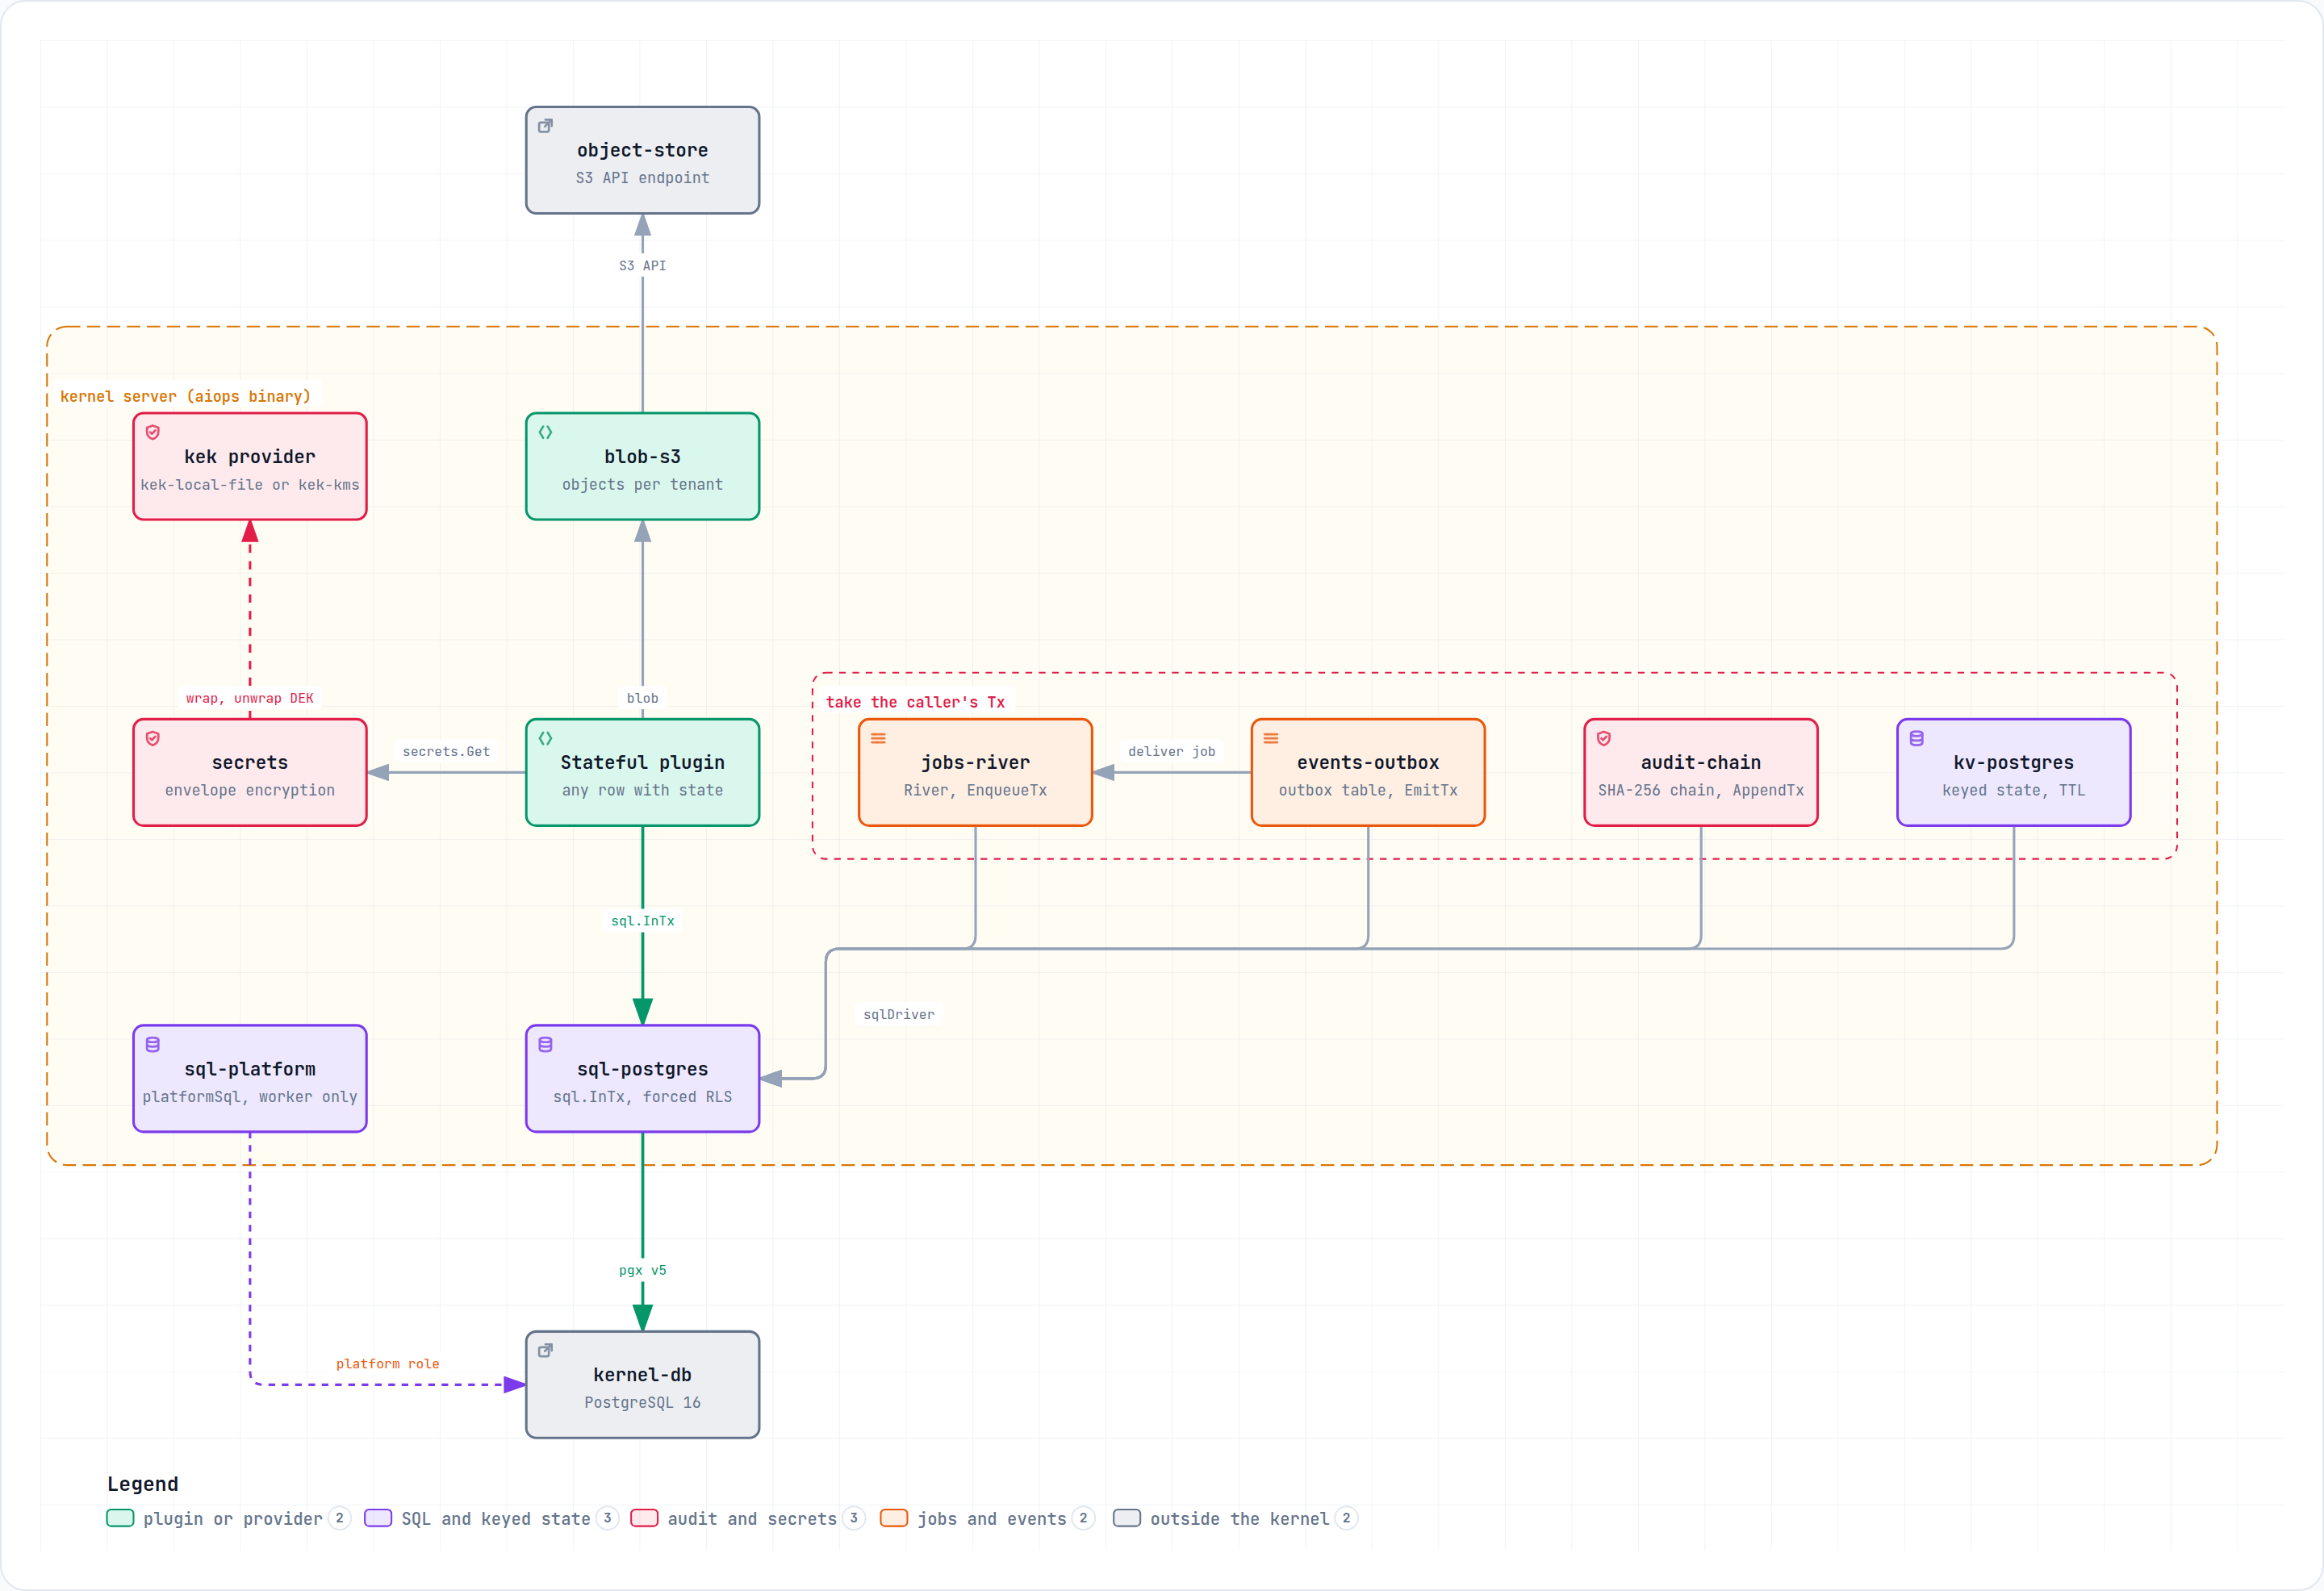 object-store
S3 API endpoint
S3 API
kernel server (aiops binary)
kek provider
kek-local-file or kek-kms
blob-s3
objects per tenant
wrap, unwrap DEK
blob
take the caller's Tx
secrets
envelope encryption
secrets.Get
Stateful plugin
any row with state
jobs-river
River, EnqueueTx
deliver job
events-outbox
outbox table, EmitTx
audit-chain
SHA-256 chain, AppendTx
kv-postgres
keyed state, TTL
sql.InTx
sqlDriver
sql-platform
platformSql, worker only
sql-postgres
sql.InTx, forced RLS
pgx v5
platform role
kernel-db
PostgreSQL 16
Legend
plugin or provider 2 SQL and keyed state 3 audit and secrets 3 jobs and events 2 outside the kernel 2